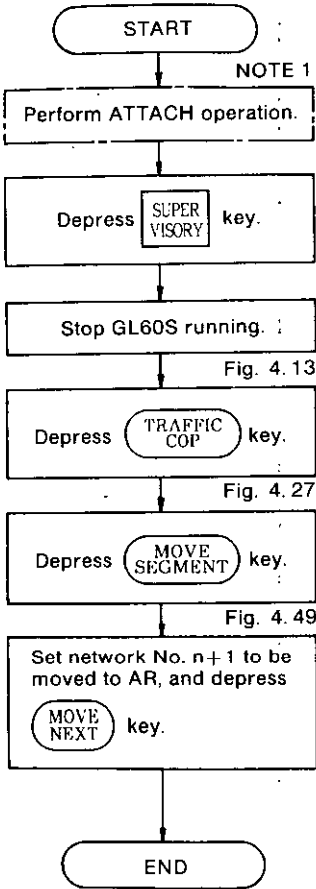 START
NOTE 1
Perform ATTACH operation.
Depress SUPER VISORY key.
Stop GL60S running.
Fig. 4.13
Depress TRAFFIC COP key.
Fig. 4.27
Depress MOVE SEGMENT key.
Fig. 4.49
Set network No. n+1 to be
moved to AR, and depress
MOVE NEXT key.
END